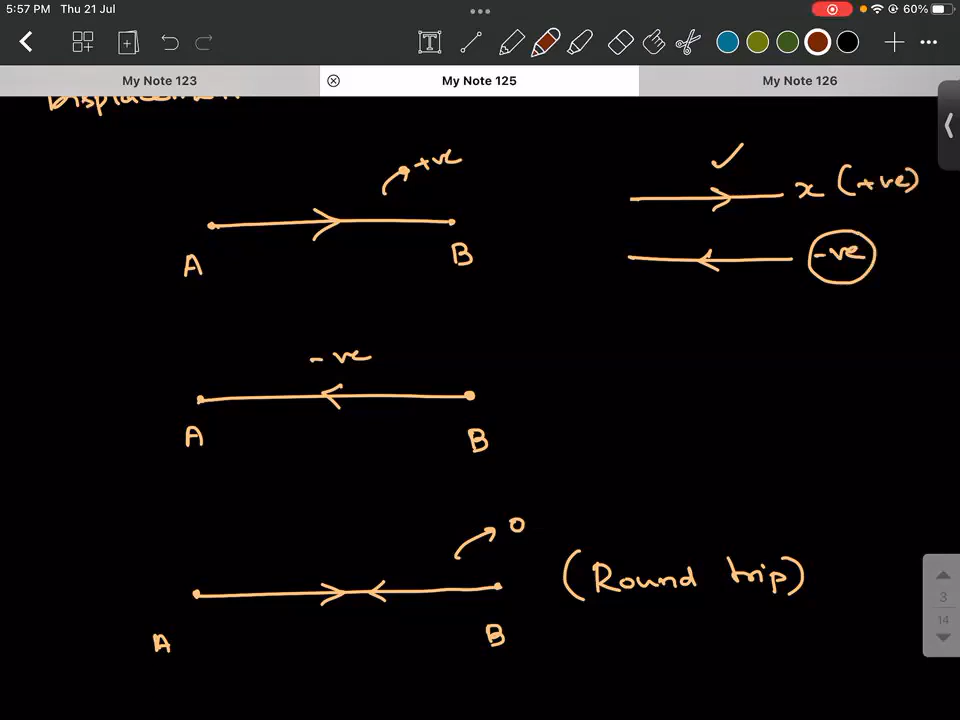 5:57 PM Thu 21 Jul
60%
My Note 123
My Note 125
My Note 126
Displacement
+ve
x (+ve)
A
B
-ve
- ve
A
B
0
(Round trip)
A
B
3
14